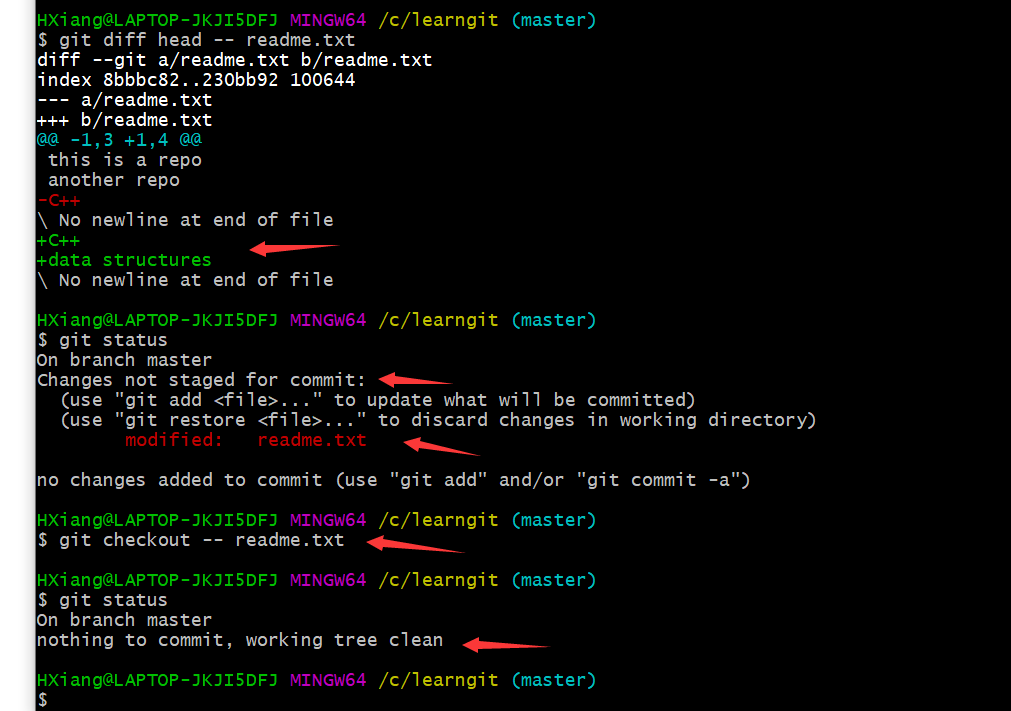 HXiang@LAPTOP-JKJI5DFJ MINGW64 /c/learngit (master)
$ git diff head -- readme.txt
diff --git a/readme.txt b/readme.txt
index 8bbbc82..230bb92 100644
--- a/readme.txt
+++ b/readme.txt
@@ -1,3 +1,4 @@
 this is a repo
 another repo
-C++
\ No newline at end of file
+C++
+data structures
\ No newline at end of file
HXiang@LAPTOP-JKJI5DFJ MINGW64 /c/learngit (master)
$ git status
On branch master
Changes not staged for commit:
  (use "git add <file>..." to update what will be committed)
  (use "git restore <file>..." to discard changes in working directory)
        modified:   readme.txt
no changes added to commit (use "git add" and/or "git commit -a")
HXiang@LAPTOP-JKJI5DFJ MINGW64 /c/learngit (master)
$ git checkout -- readme.txt
HXiang@LAPTOP-JKJI5DFJ MINGW64 /c/learngit (master)
$ git status
On branch master
nothing to commit, working tree clean
HXiang@LAPTOP-JKJI5DFJ MINGW64 /c/learngit (master)
$